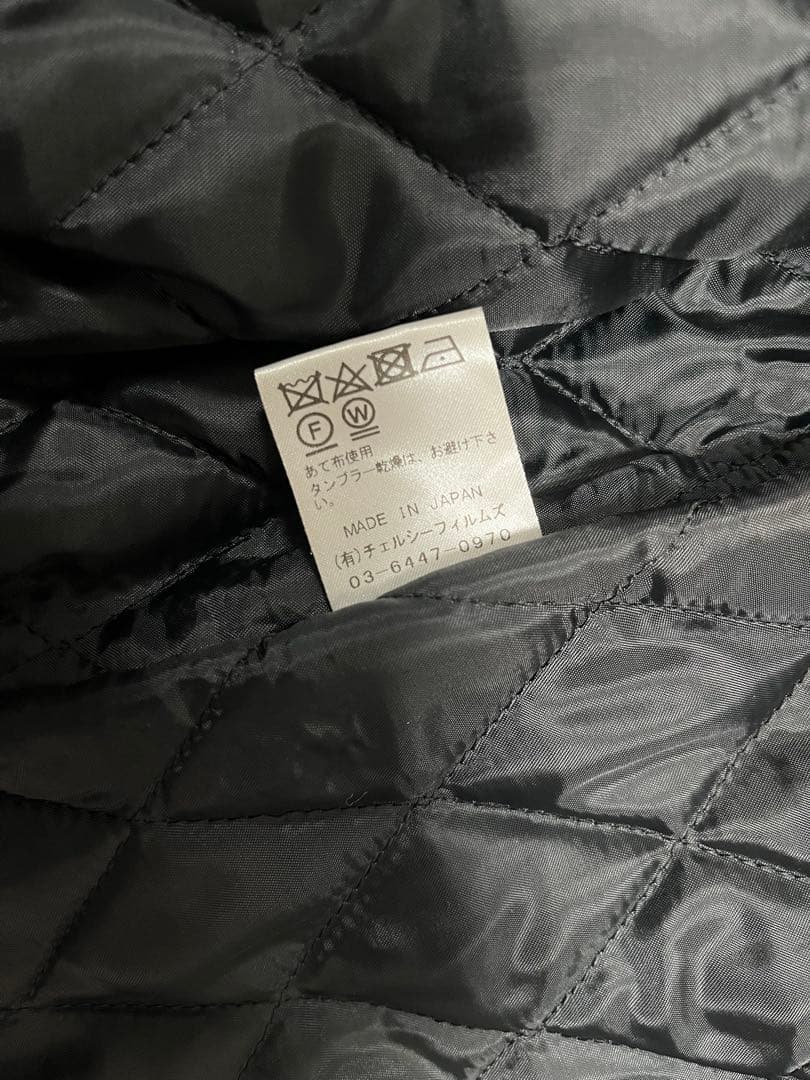 F W
あて布使用
タンブラー乾燥は、お避け下さ
い。
MADE IN JAPAN
(有)チェルシーフィルムズ
03-6447-0970